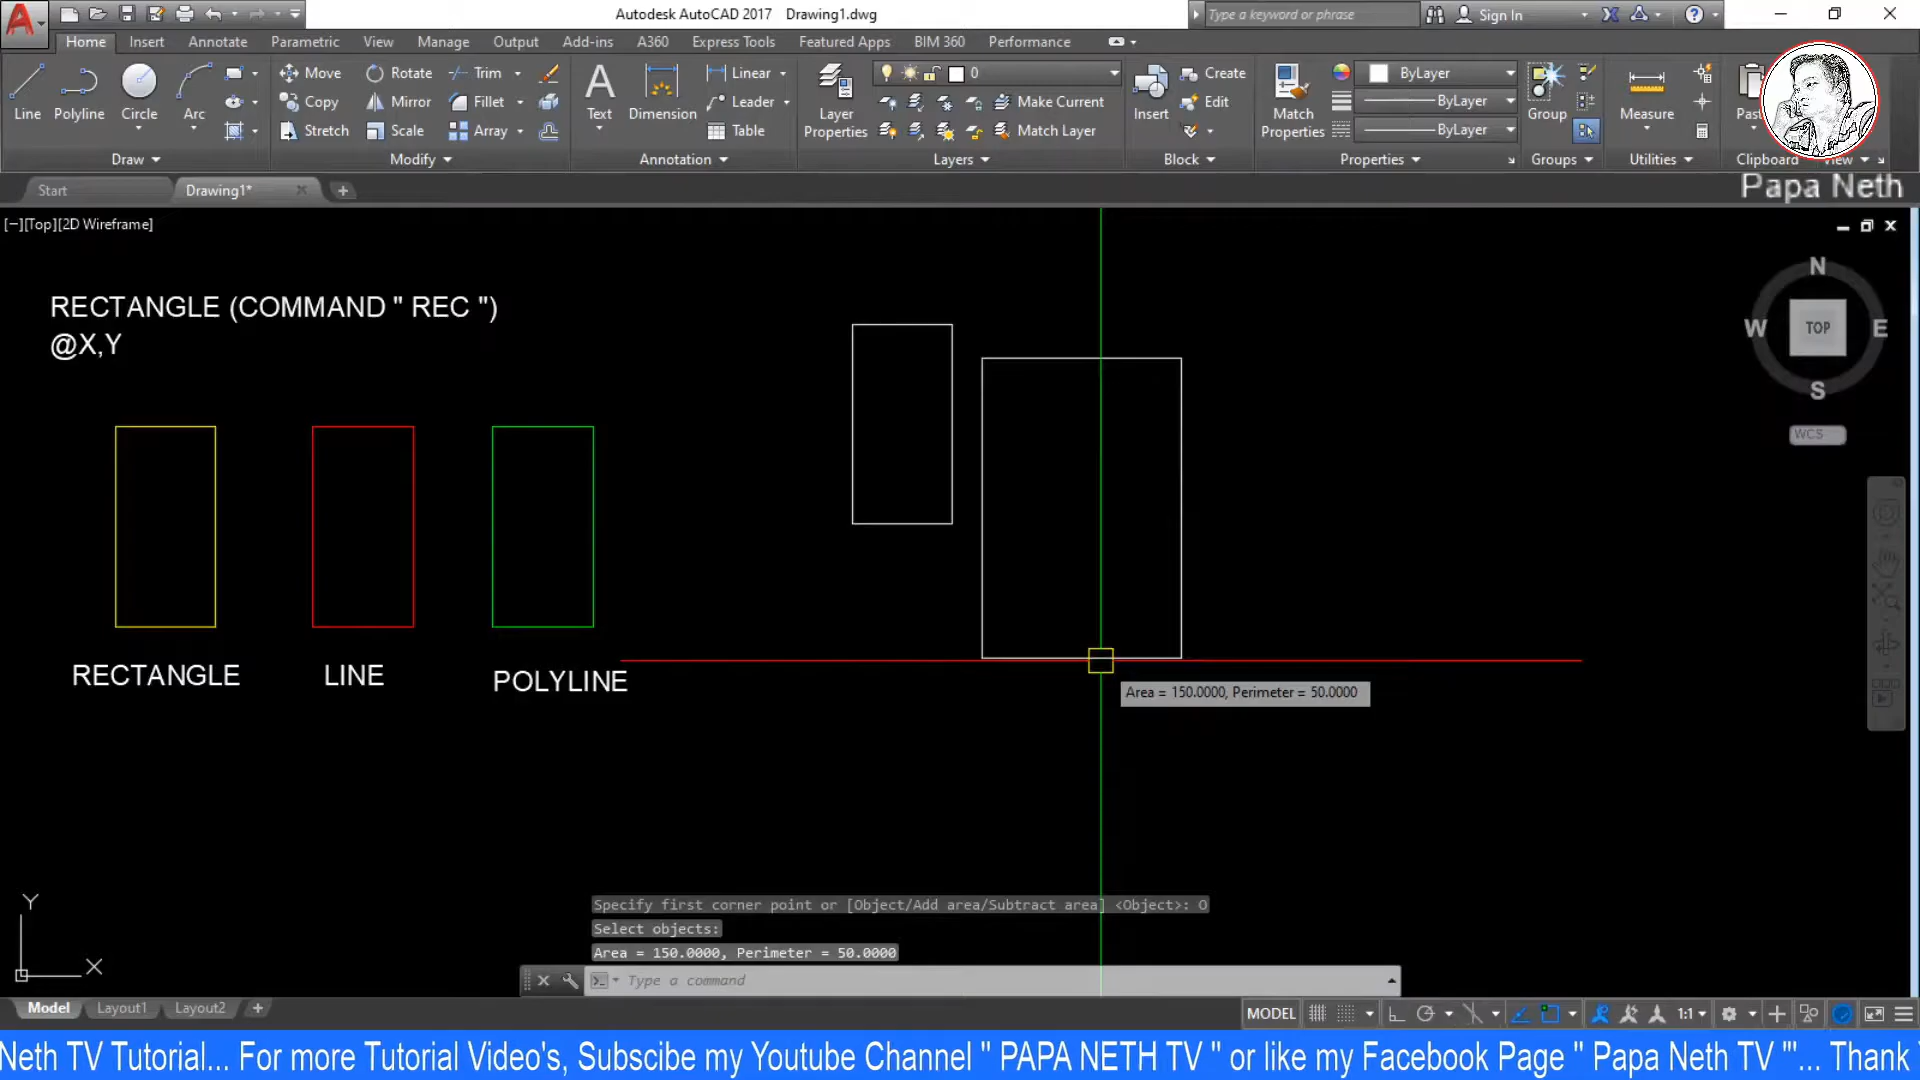 Autodesk AutoCAD 2017 Drawing1.dwg
Type a keyword or phrase
Sign In
Home Insert Annotate Parametric View Manage Output Add-ins A360 Express Tools Featured Apps BIM 360 Performance
Line Polyline Circle Arc
Move Rotate Trim
Copy Mirror Fillet
Stretch Scale Array
Text Dimension
Linear
Leader
Table
Layer Properties
0
Make Current
Match Layer
Insert
Create
Edit
Match Properties
ByLayer
ByLayer
ByLayer
Group
Measure
Draw Modify Annotation Layers Block Properties Groups Utilities Clipboard View
Papa Neth
Start Drawing1*
[−][Top][2D Wireframe]
RECTANGLE (COMMAND " REC ")
@X,Y
N
W TOP E
S
WCS
RECTANGLE LINE POLYLINE
Area = 150.0000, Perimeter = 50.0000
Y
X
Specify first corner point or [Object/Add area/Subtract area] <Object>: O
Select objects:
Area = 150.0000, Perimeter = 50.0000
Type a command
Model Layout1 Layout2
MODEL 1:1
Neth TV Tutorial... For more Tutorial Video's, Subscibe my Youtube Channel " PAPA NETH TV " or like my Facebook Page " Papa Neth TV "'... Thank